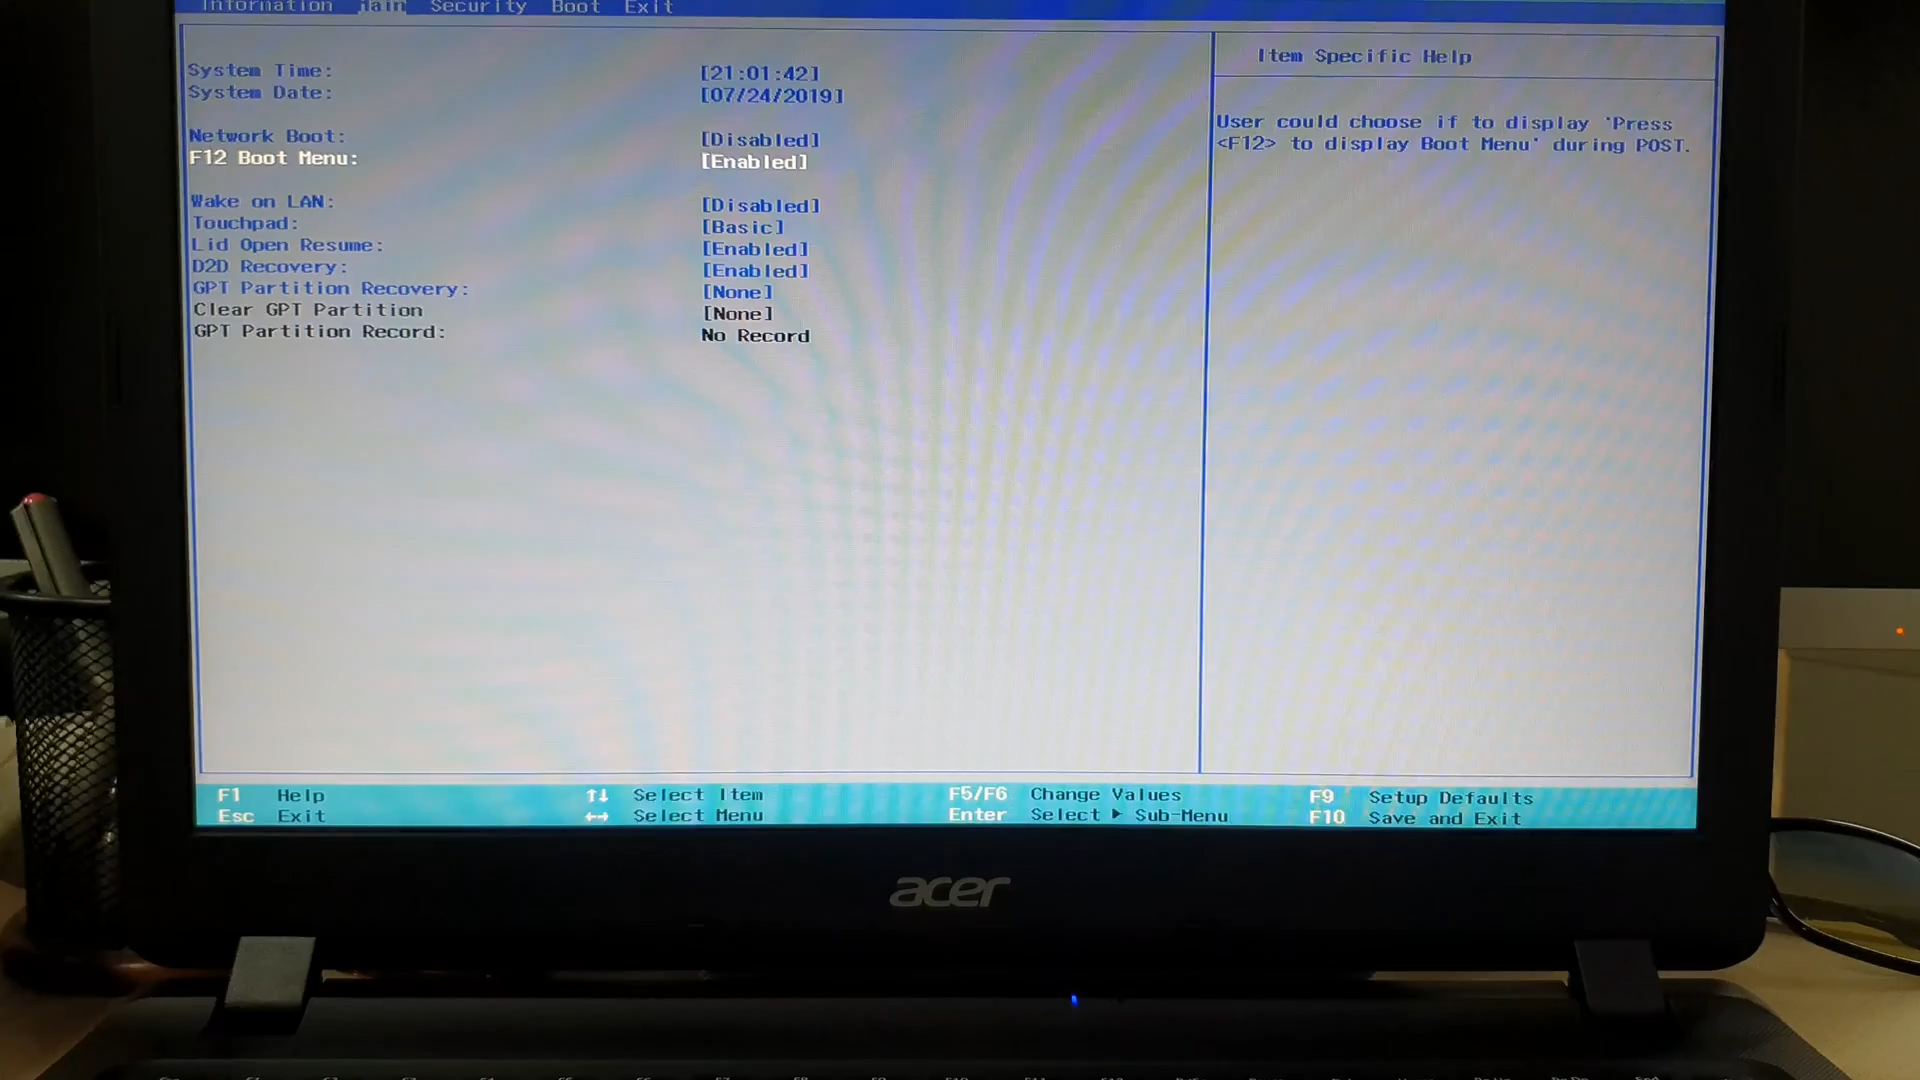 Information Main Security Boot Exit
System Time: [21:01:42]
System Date: [07/24/2019]
Network Boot: [Disabled]
F12 Boot Menu: [Enabled]
Wake on LAN: [Disabled]
Touchpad: [Basic]
Lid Open Resume: [Enabled]
D2D Recovery: [Enabled]
GPT Partition Recovery: [None]
Clear GPT Partition [None]
GPT Partition Record: No Record
Item Specific Help
User could choose if to display 'Press
<F12> to display Boot Menu' during POST.
F1 Help ↑↓ Select Item F5/F6 Change Values F9 Setup Defaults
Esc Exit ←→ Select Menu Enter Select ▶ Sub-Menu F10 Save and Exit
acer